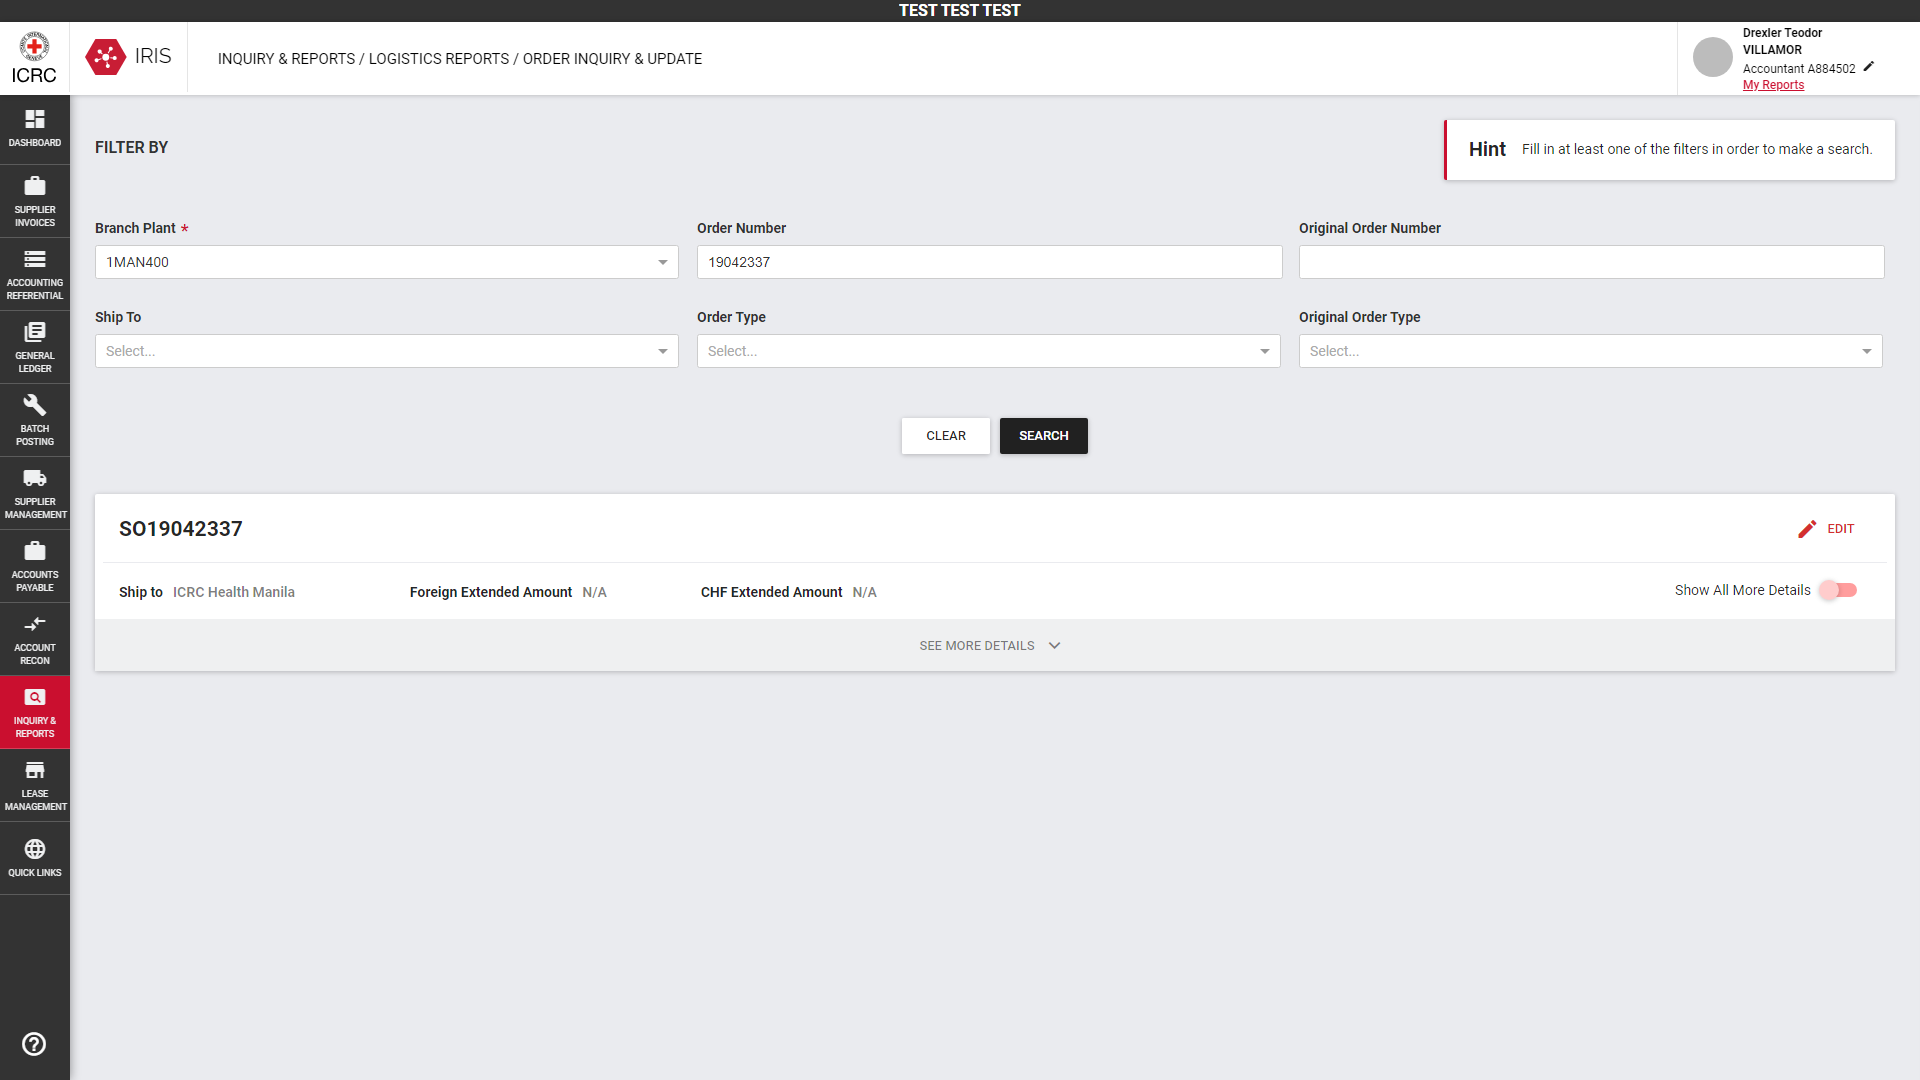 TEST TEST TEST
ICRC
IRIS
INQUIRY & REPORTS / LOGISTICS REPORTS / ORDER INQUIRY & UPDATE
Drexler Teodor
VILLAMOR
Accountant A884502
My Reports
DASHBOARD
SUPPLIER
INVOICES
ACCOUNTING
REFERENTIAL
GENERAL
LEDGER
BATCH
POSTING
SUPPLIER
MANAGEMENT
ACCOUNTS
PAYABLE
ACCOUNT
RECON
INQUIRY &
REPORTS
LEASE
MANAGEMENT
QUICK LINKS
FILTER BY
Hint Fill in at least one of the filters in order to make a search.
Branch Plant *
1MAN400
Order Number
19042337
Original Order Number
Ship To
Select...
Order Type
Select...
Original Order Type
Select...
CLEAR
SEARCH
SO19042337
EDIT
Ship to ICRC Health Manila
Foreign Extended Amount N/A
CHF Extended Amount N/A
Show All More Details
SEE MORE DETAILS